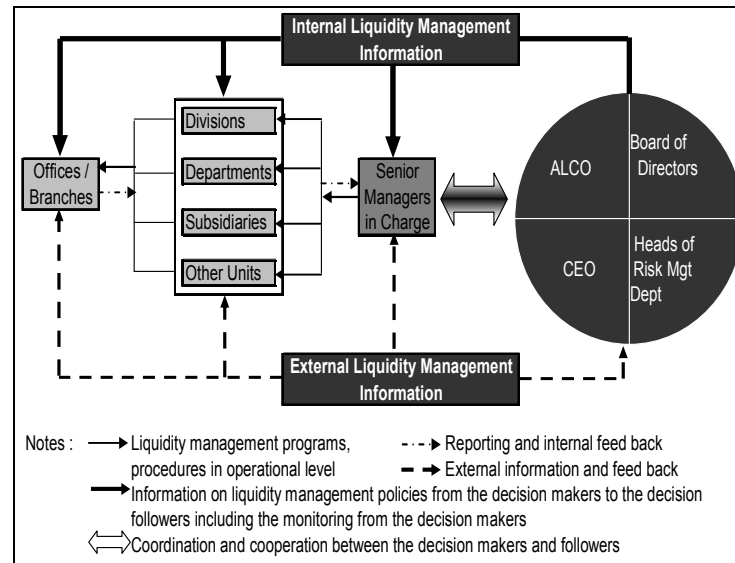 Internal Liquidity Management
Information
Divisions
Departments
Subsidiaries
Other Units
Offices /
Branches
Senior
Managers
in Charge
ALCO
Board of
Directors
CEO
Heads of
Risk Mgt
Dept
External Liquidity Management
Information
Notes : Liquidity management programs,
procedures in operational level
Reporting and internal feed back
External information and feed back
Information on liquidity management policies from the decision makers to the decision
followers including the monitoring from the decision makers
Coordination and cooperation between the decision makers and followers